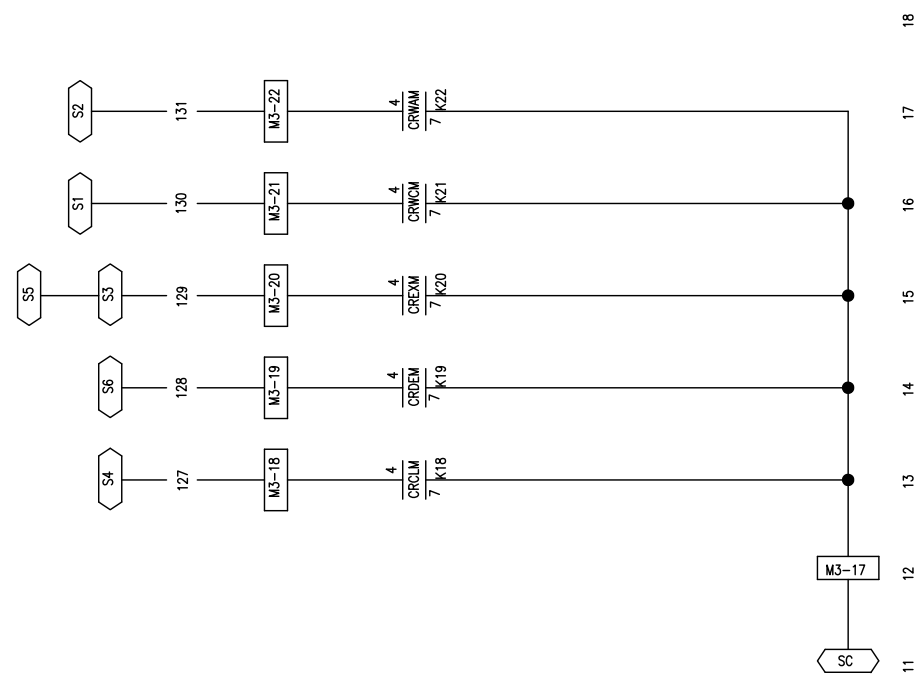 18
S2
131
M3-22
4
CRWAM
7
K22
17
S1
130
M3-21
4
CRWCM
7
K21
16
S5
S3
129
M3-20
4
CREXM
7
K20
15
S6
128
M3-19
4
CRDEM
7
K19
14
S4
127
M3-18
4
CRCLM
7
K18
13
M3-17
12
SC
11